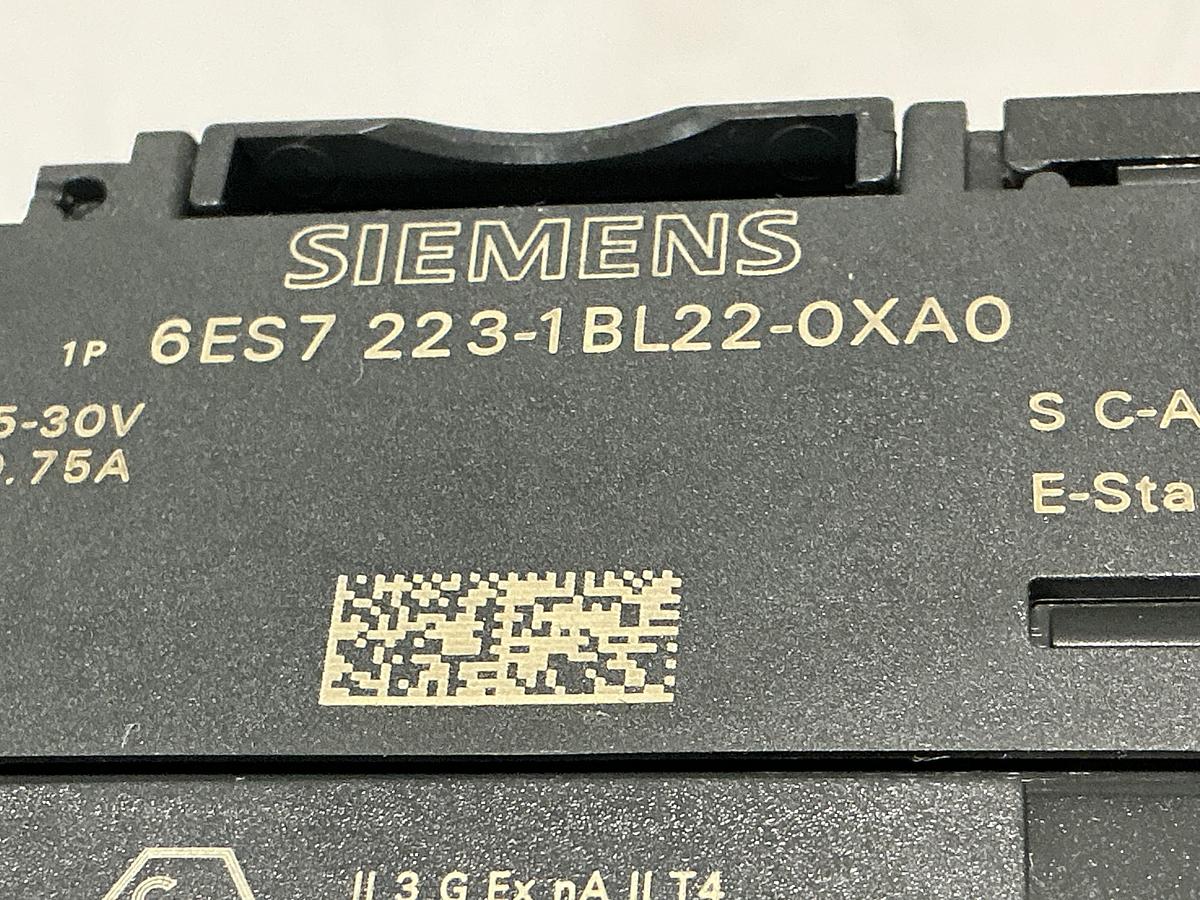 SIEMENS
1P 6ES7 223-1BL22-0XA0
5-30V
.75A
S C-A
E-Sta
II 3 G Ex nA II T4